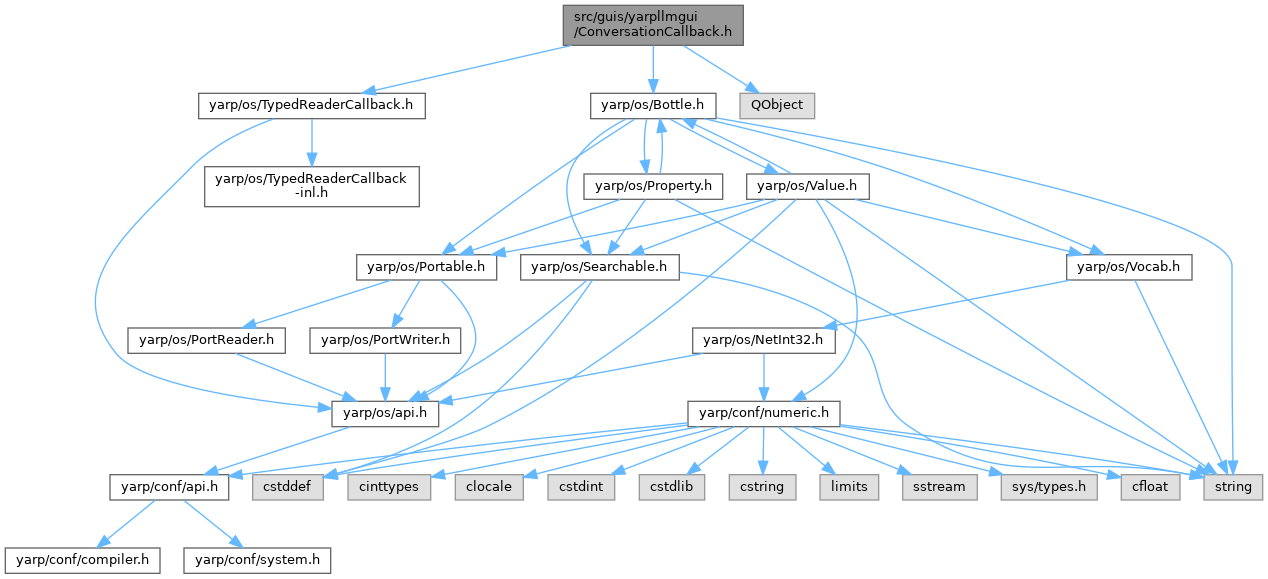 src/guis/yarpllmgui
/ConversationCallback.h
yarp/os/TypedReaderCallback.h
yarp/os/Bottle.h
QObject
yarp/os/TypedReaderCallback
-inl.h
yarp/os/Property.h
yarp/os/Value.h
yarp/os/Portable.h
yarp/os/Searchable.h
yarp/os/Vocab.h
yarp/os/PortReader.h
yarp/os/PortWriter.h
yarp/os/NetInt32.h
yarp/os/api.h
yarp/conf/numeric.h
yarp/conf/api.h
cstddef
cinttypes
clocale
cstdint
cstdlib
cstring
limits
sstream
sys/types.h
cfloat
string
yarp/conf/compiler.h
yarp/conf/system.h